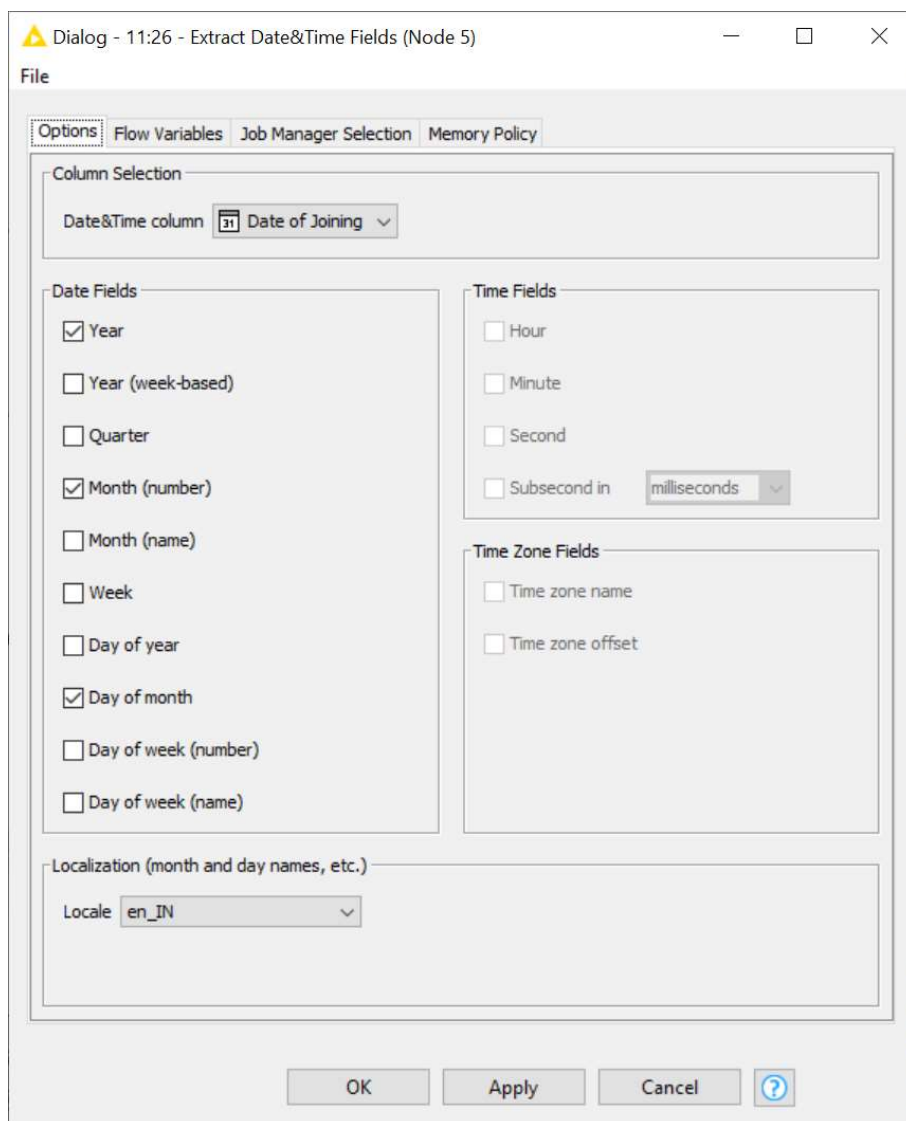 Dialog - 11:26 - Extract Date&Time Fields (Node 5)
File
Options Flow Variables Job Manager Selection Memory Policy
Column Selection
Date&Time column 31 Date of Joining
Date Fields
Year
Year (week-based)
Quarter
Month (number)
Month (name)
Week
Day of year
Day of month
Day of week (number)
Day of week (name)
Time Fields
Hour
Minute
Second
Subsecond in milliseconds
Time Zone Fields
Time zone name
Time zone offset
Localization (month and day names, etc.)
Locale en_IN
OK Apply Cancel ?